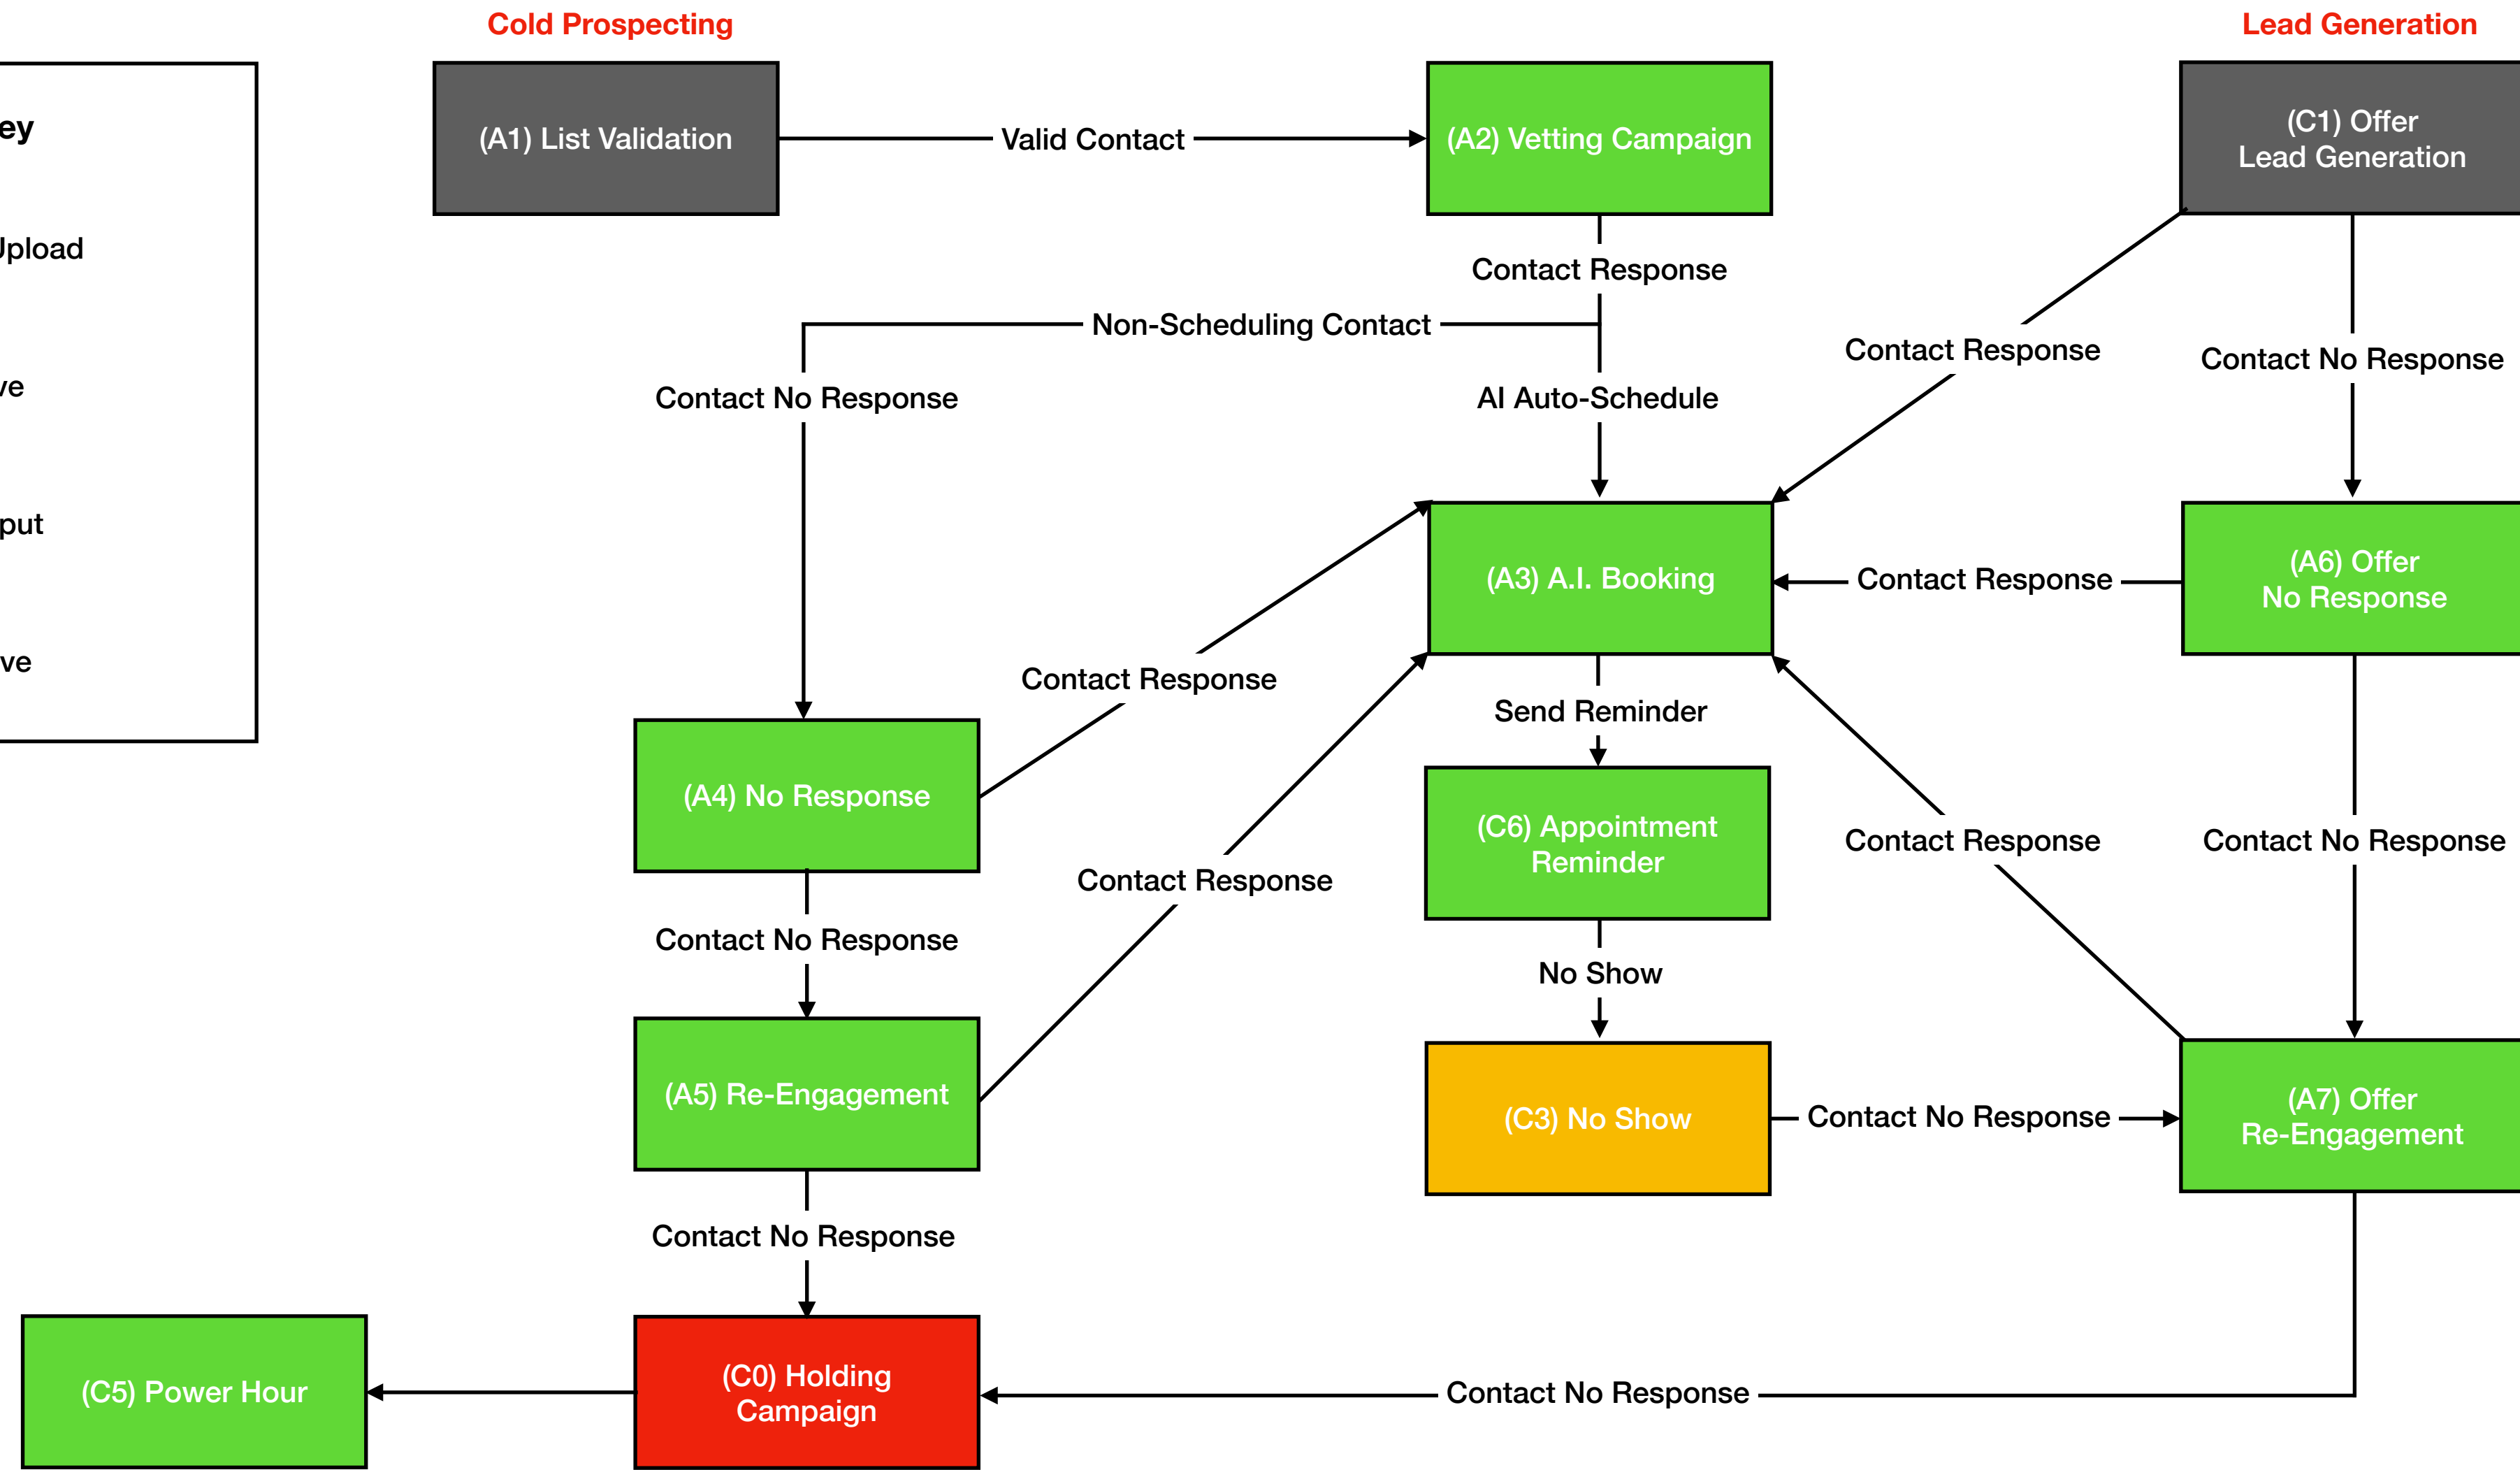 Cold Prospecting
Lead Generation
ey
Upload
ve
put
ve
(A1) List Validation
Valid Contact
(A2) Vetting Campaign
(C1) Offer
Lead Generation
Contact Response
Non-Scheduling Contact
Contact No Response
AI Auto-Schedule
Contact Response
Contact No Response
(A3) A.I. Booking
Contact Response
(A6) Offer
No Response
Contact Response
Send Reminder
(A4) No Response
(C6) Appointment
Reminder
Contact Response
Contact No Response
Contact Response
Contact No Response
No Show
(A5) Re-Engagement
(C3) No Show
Contact No Response
(A7) Offer
Re-Engagement
Contact No Response
(C5) Power Hour
(C0) Holding
Campaign
Contact No Response